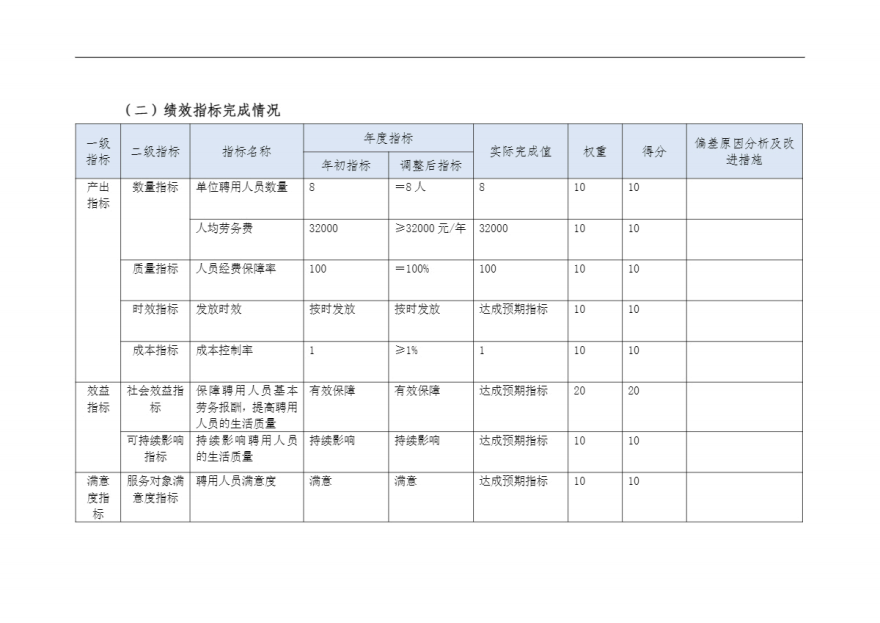 （二）绩效指标完成情况
一级指标 二级指标 指标名称 年度指标 实际完成值 权重 得分 偏差原因分析及改进措施
年初指标 调整后指标
产出指标 数量指标 单位聘用人员数量 8 =8人 8 10 10
人均劳务费 32000 ≥32000元/年 32000 10 10
质量指标 人员经费保障率 100 =100% 100 10 10
时效指标 发放时效 按时发放 按时发放 达成预期指标 10 10
成本指标 成本控制率 1 ≥1% 1 10 10
效益指标 社会效益指标 保障聘用人员基本劳务报酬，提高聘用人员的生活质量 有效保障 有效保障 达成预期指标 20 20
可持续影响指标 持续影响聘用人员的生活质量 持续影响 持续影响 达成预期指标 10 10
满意度指标 服务对象满意度指标 聘用人员满意度 满意 满意 达成预期指标 10 10